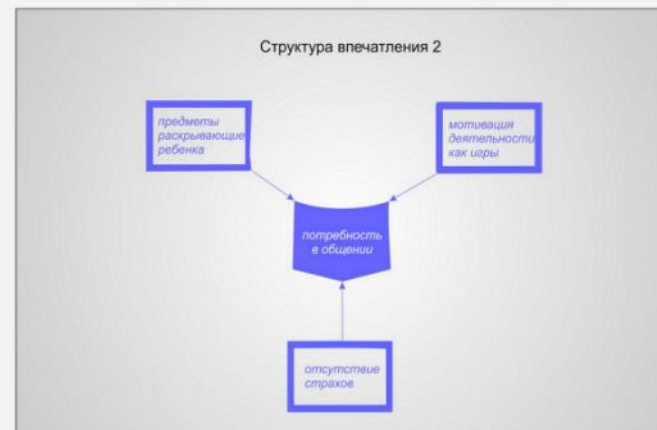 Структура впечатления 2
предметы
раскрывающие
ребенка
мотивация
деятельности
как игры
потребность
в общении
отсутствие
страхов